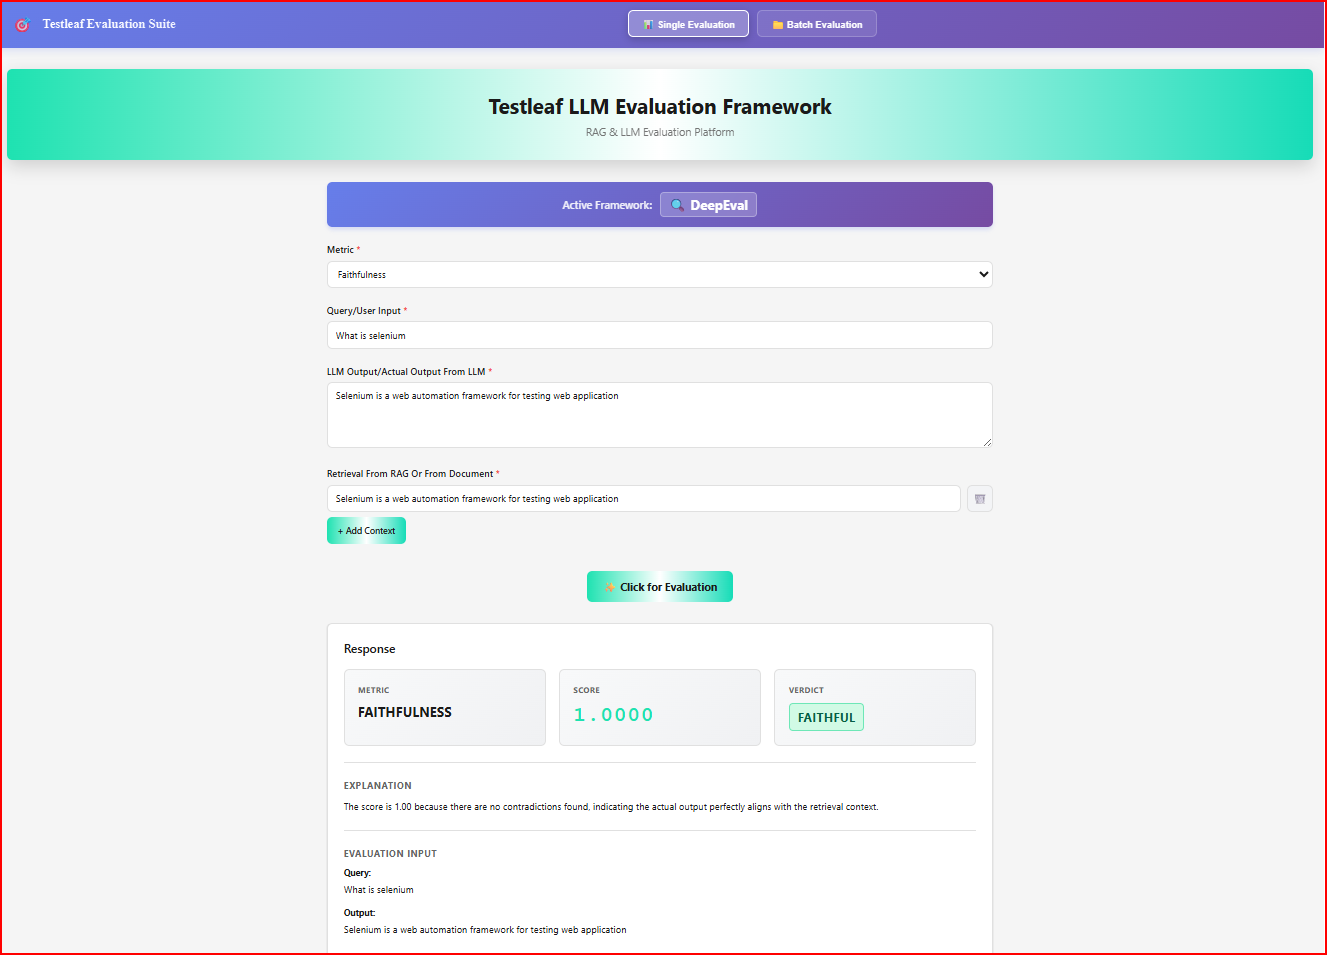 Testleaf Evaluation Suite
Single Evaluation
Batch Evaluation
Testleaf LLM Evaluation Framework
RAG & LLM Evaluation Platform
Active Framework: DeepEval
Metric *
Faithfulness
Query/User Input *
What is selenium
LLM Output/Actual Output From LLM *
Selenium is a web automation framework for testing web application
Retrieval From RAG Or From Document *
Selenium is a web automation framework for testing web application
+ Add Context
Click for Evaluation
Response
METRIC
FAITHFULNESS
SCORE
1.0000
VERDICT
FAITHFUL
EXPLANATION
The score is 1.00 because there are no contradictions found, indicating the actual output perfectly aligns with the retrieval context.
EVALUATION INPUT
Query:
What is selenium
Output:
Selenium is a web automation framework for testing web application